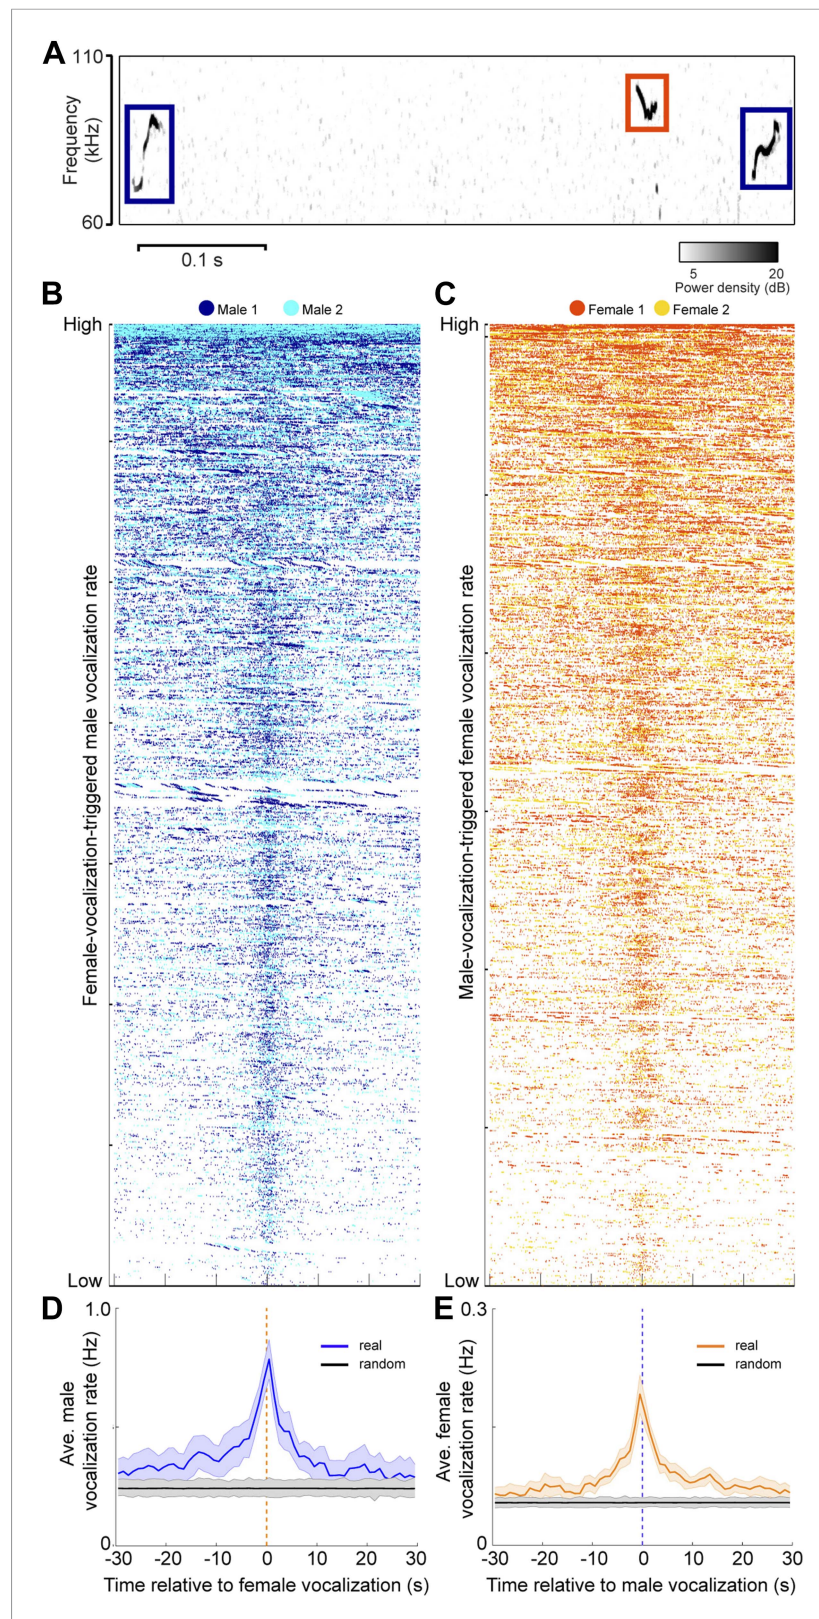 A
110
Frequency
(kHz)
60
0.1 s
5 20
Power density (dB)
B
Male 1 Male 2
High
Female-vocalization-triggered male vocalization rate
Low
C
Female 1 Female 2
High
Male-vocalization-triggered female vocalization rate
Low
D
1.0
Ave. male
vocalization rate (Hz)
real
random
0
-30 -20 -10 0 10 20 30
Time relative to female vocalization (s)
E
0.3
Ave. female
vocalization rate (Hz)
real
random
0
-30 -20 -10 0 10 20 30
Time relative to male vocalization (s)